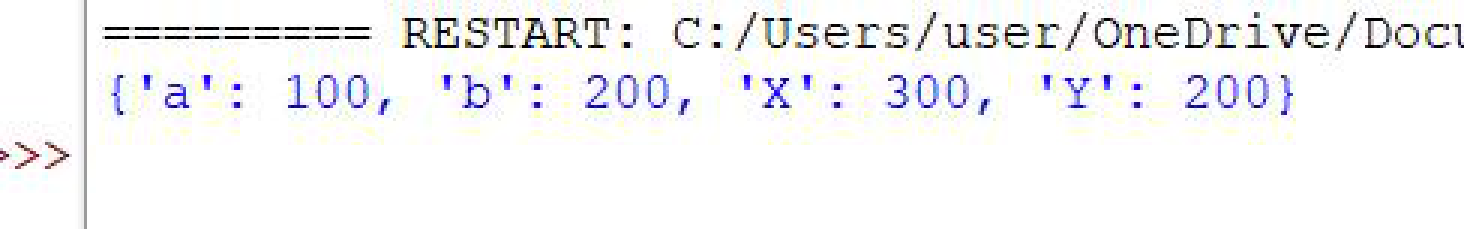 ========= RESTART: C:/Users/user/OneDrive/Docu
{'a': 100, 'b': 200, 'X': 300, 'Y': 200}
>>>